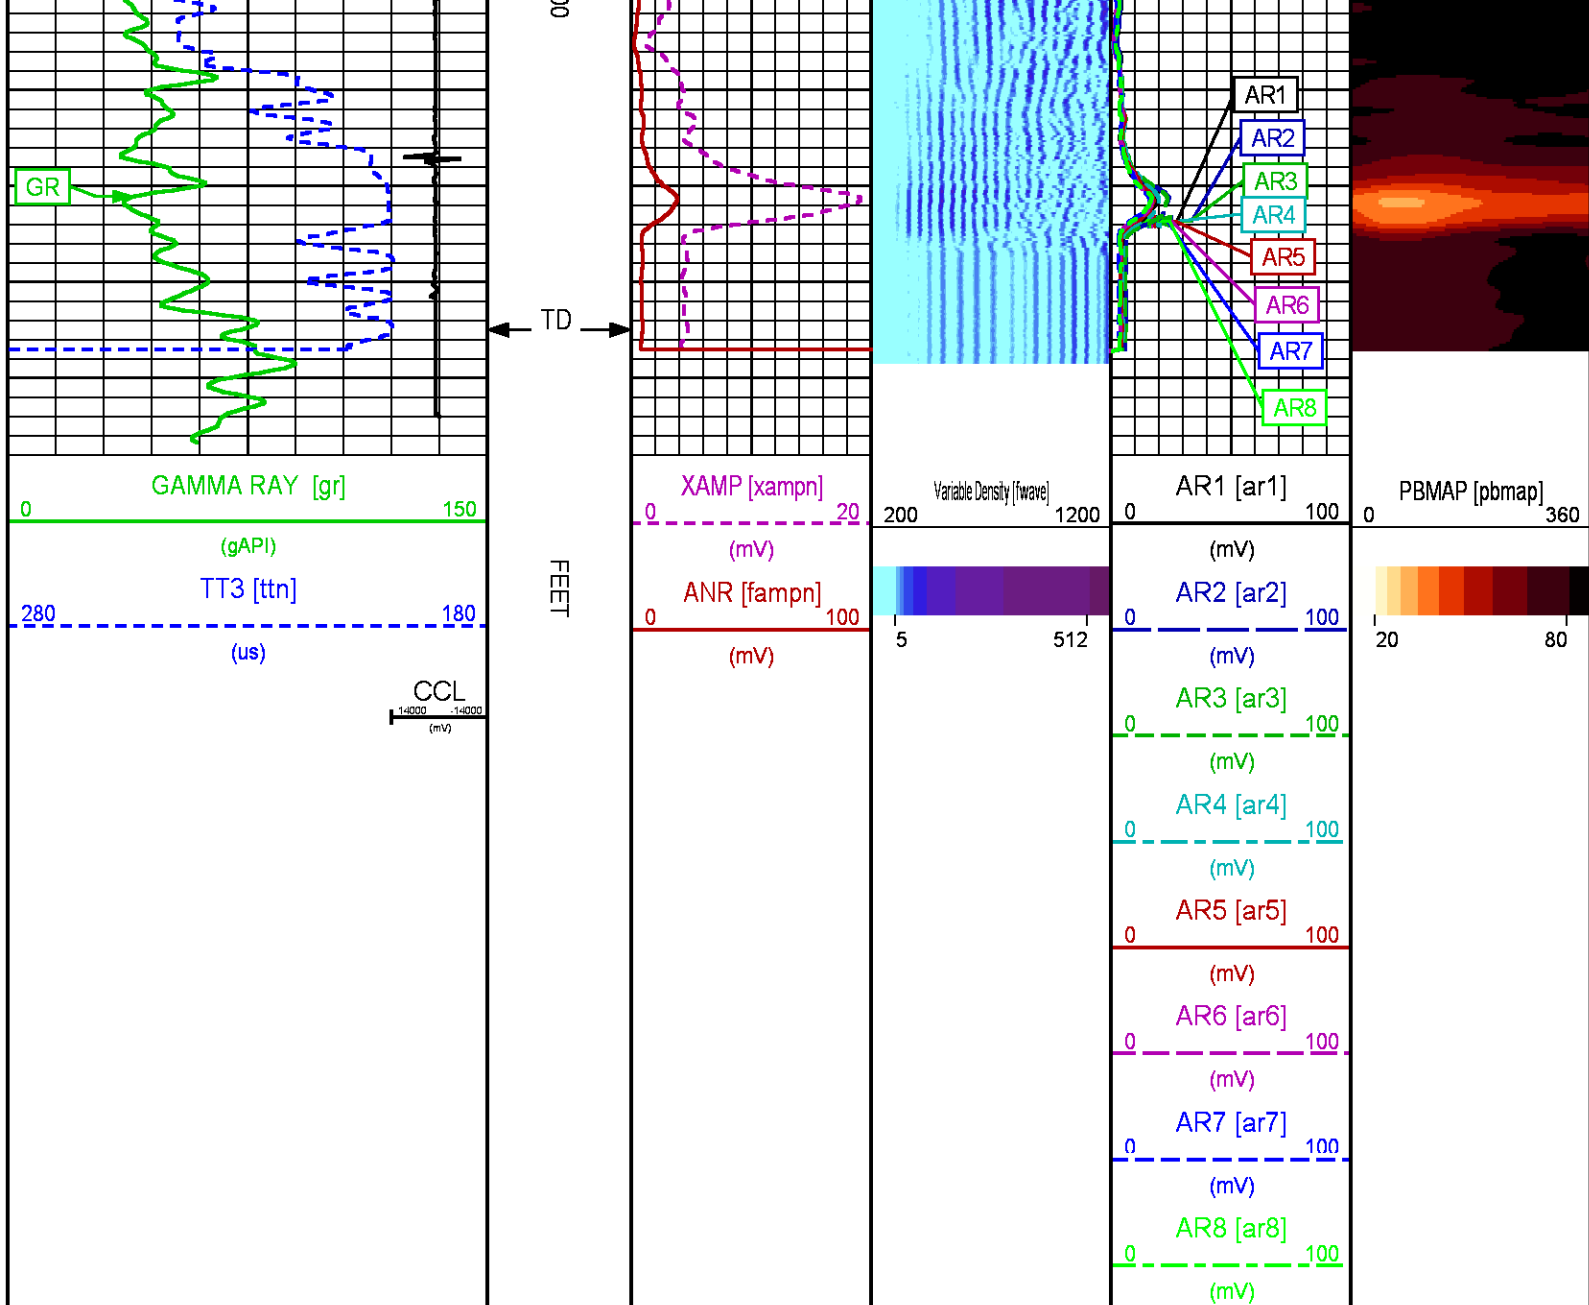 00
AR1
AR2
GR
AR3
AR4
AR5
AR6
TD
AR7
AR8
GAMMA RAY [gr]
0 150
(gAPI)
TT3 [ttn]
280 180
(us)
CCL
14000 -14000
(mV)
FEET
XAMP [xampn]
0 20
(mV)
ANR [fampn]
0 100
(mV)
Variable Density [fwave]
200 1200
5 512
AR1 [ar1]
0 100
(mV)
AR2 [ar2]
0 100
(mV)
AR3 [ar3]
0 100
(mV)
AR4 [ar4]
0 100
(mV)
AR5 [ar5]
0 100
(mV)
AR6 [ar6]
0 100
(mV)
AR7 [ar7]
0 100
(mV)
AR8 [ar8]
0 100
(mV)
PBMAP [pbmap]
0 360
20 80